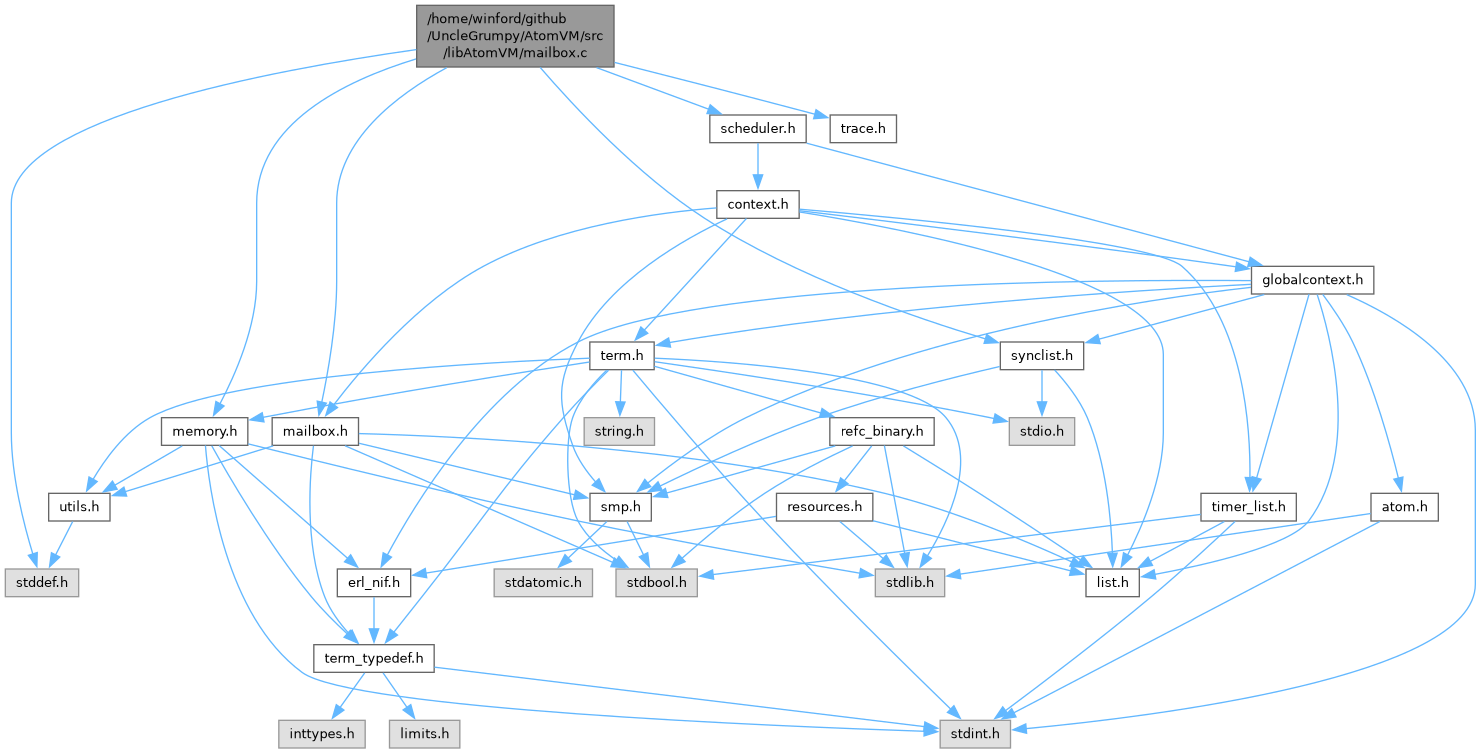 /home/winford/github
/UncleGrumpy/AtomVM/src
/libAtomVM/mailbox.c
scheduler.h
trace.h
context.h
globalcontext.h
term.h
synclist.h
memory.h
mailbox.h
string.h
refc_binary.h
stdio.h
utils.h
smp.h
resources.h
timer_list.h
atom.h
stddef.h
erl_nif.h
stdatomic.h
stdbool.h
stdlib.h
list.h
term_typedef.h
inttypes.h
limits.h
stdint.h